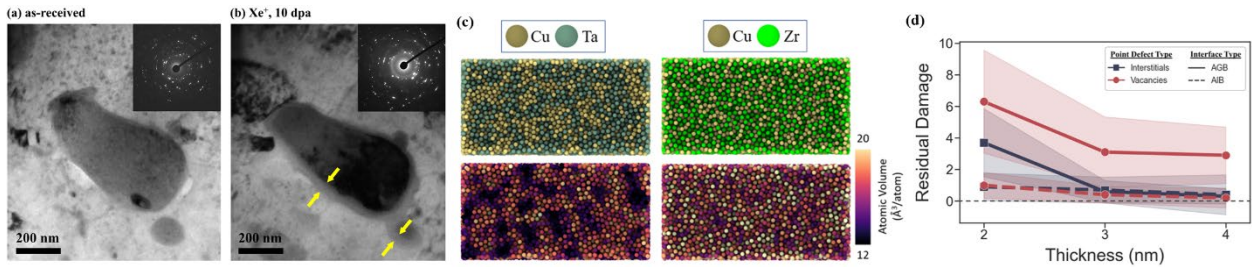 (a) as-received
200 nm
(b) Xe⁺, 10 dpa
200 nm
(c)
Cu Ta
Cu Zr
20
Atomic Volume
(Å³/atom)
12
(d)
Residual Damage
10
8
6
4
2
0
Point Defect Type Interface Type
Interstitials AGB
Vacancies AIB
2 3 4
Thickness (nm)